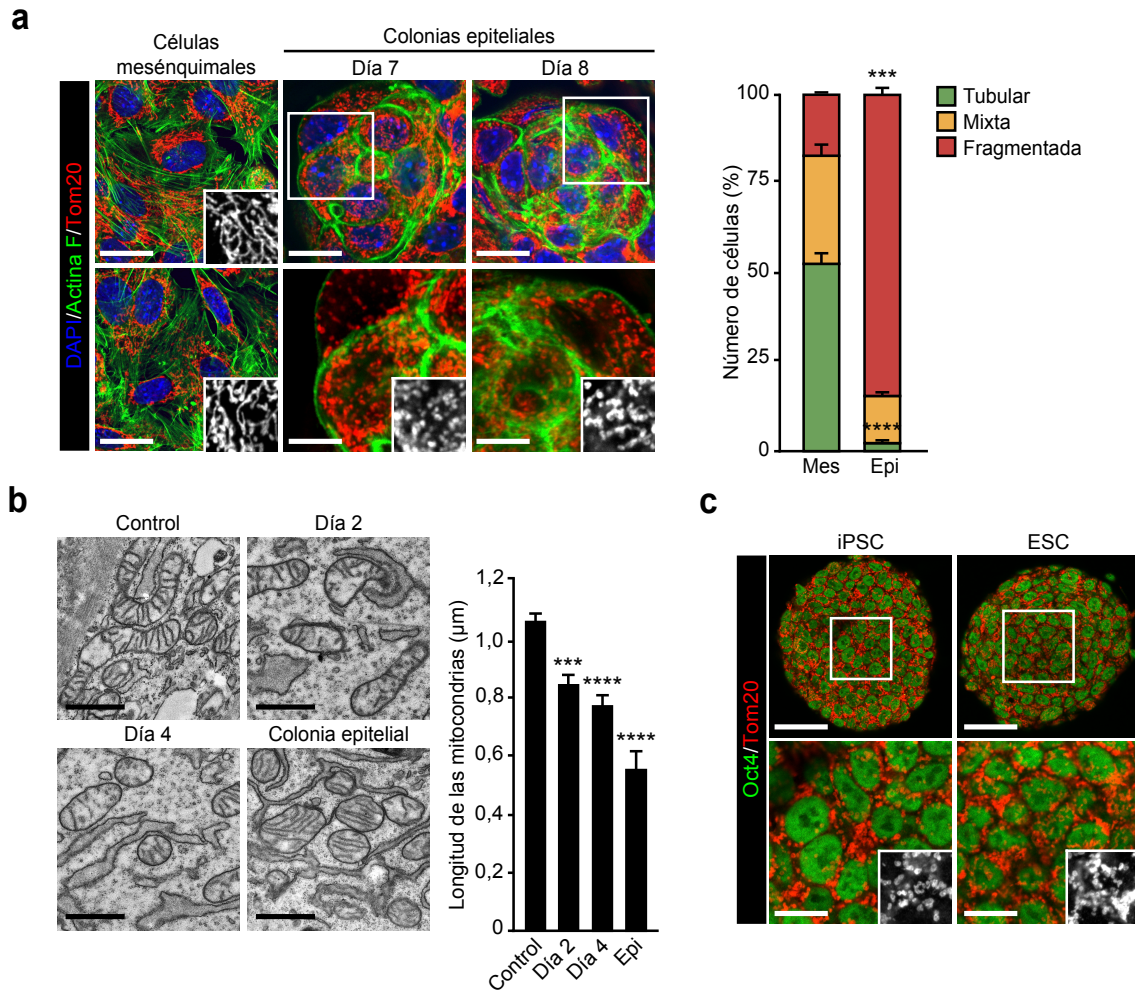 a
Células
mesénquimales
Colonias epiteliales
Día 7
Día 8
DAPI/Actina F/Tom20
Número de células (%)
100
75
50
25
0
***
****
Mes
Epi
Tubular
Mixta
Fragmentada
b
Control
Día 2
Día 4
Colonia epitelial
Longitud de las mitocondrias (μm)
1,2
1,0
0,8
0,6
0,4
0,2
0
***
****
****
Control
Día 2
Día 4
Epi
c
iPSC
ESC
Oct4/Tom20